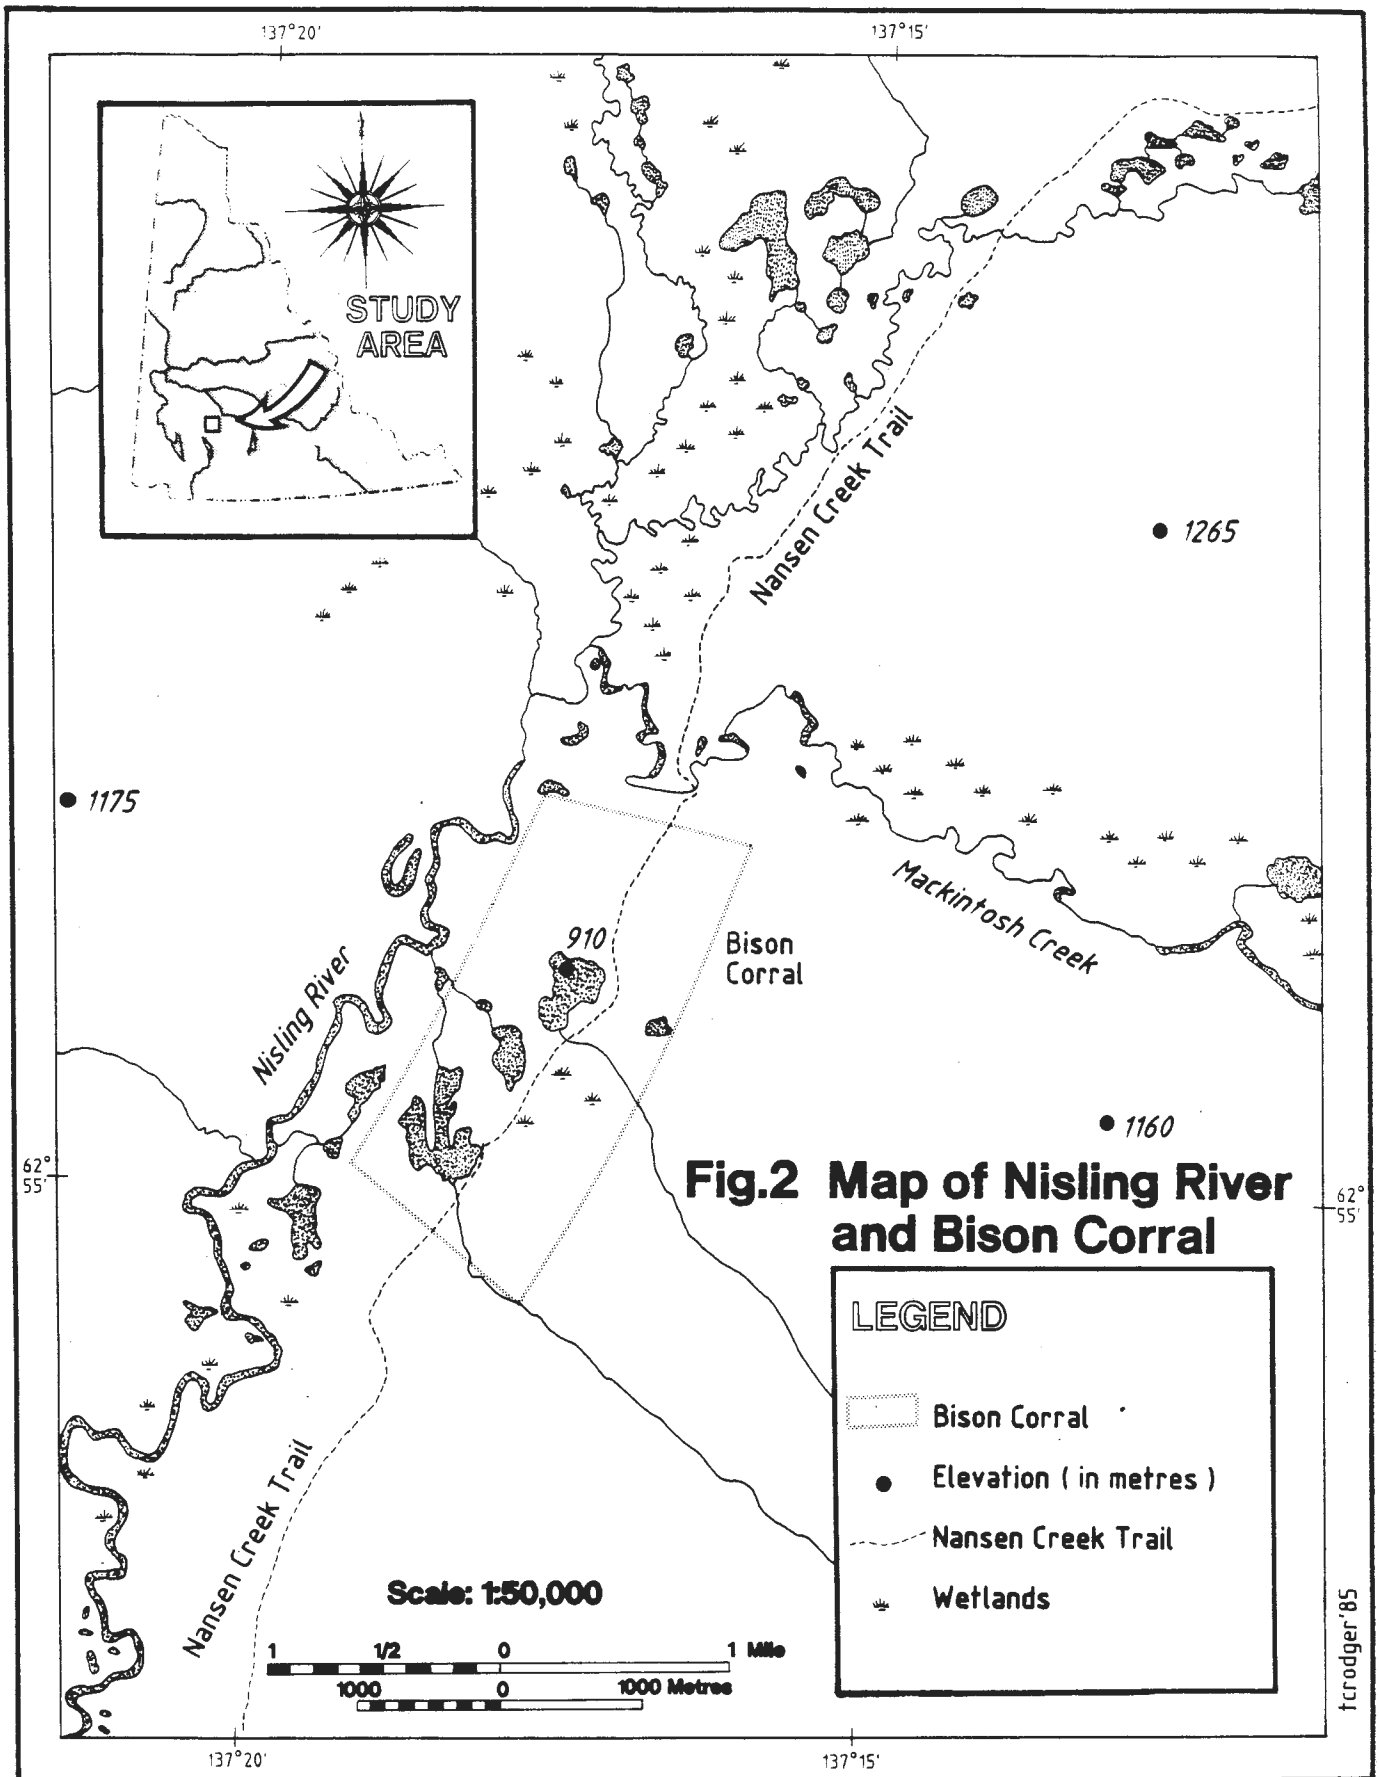 137°20'
137°15'
STUDY
AREA
Nansen Creek Trail
1265
1175
Mackintosh Creek
910
Bison
Corral
Nisling River
1160
62°
55'
62°
55'
Fig.2 Map of Nisling River
and Bison Corral
LEGEND
Bison Corral
Elevation ( in metres )
Nansen Creek Trail
Wetlands
Nansen Creek Trail
Scale: 1:50,000
1 1/2 0 1 Mile
1000 0 1000 Metres
tcrodger'85
137°20'
137°15'